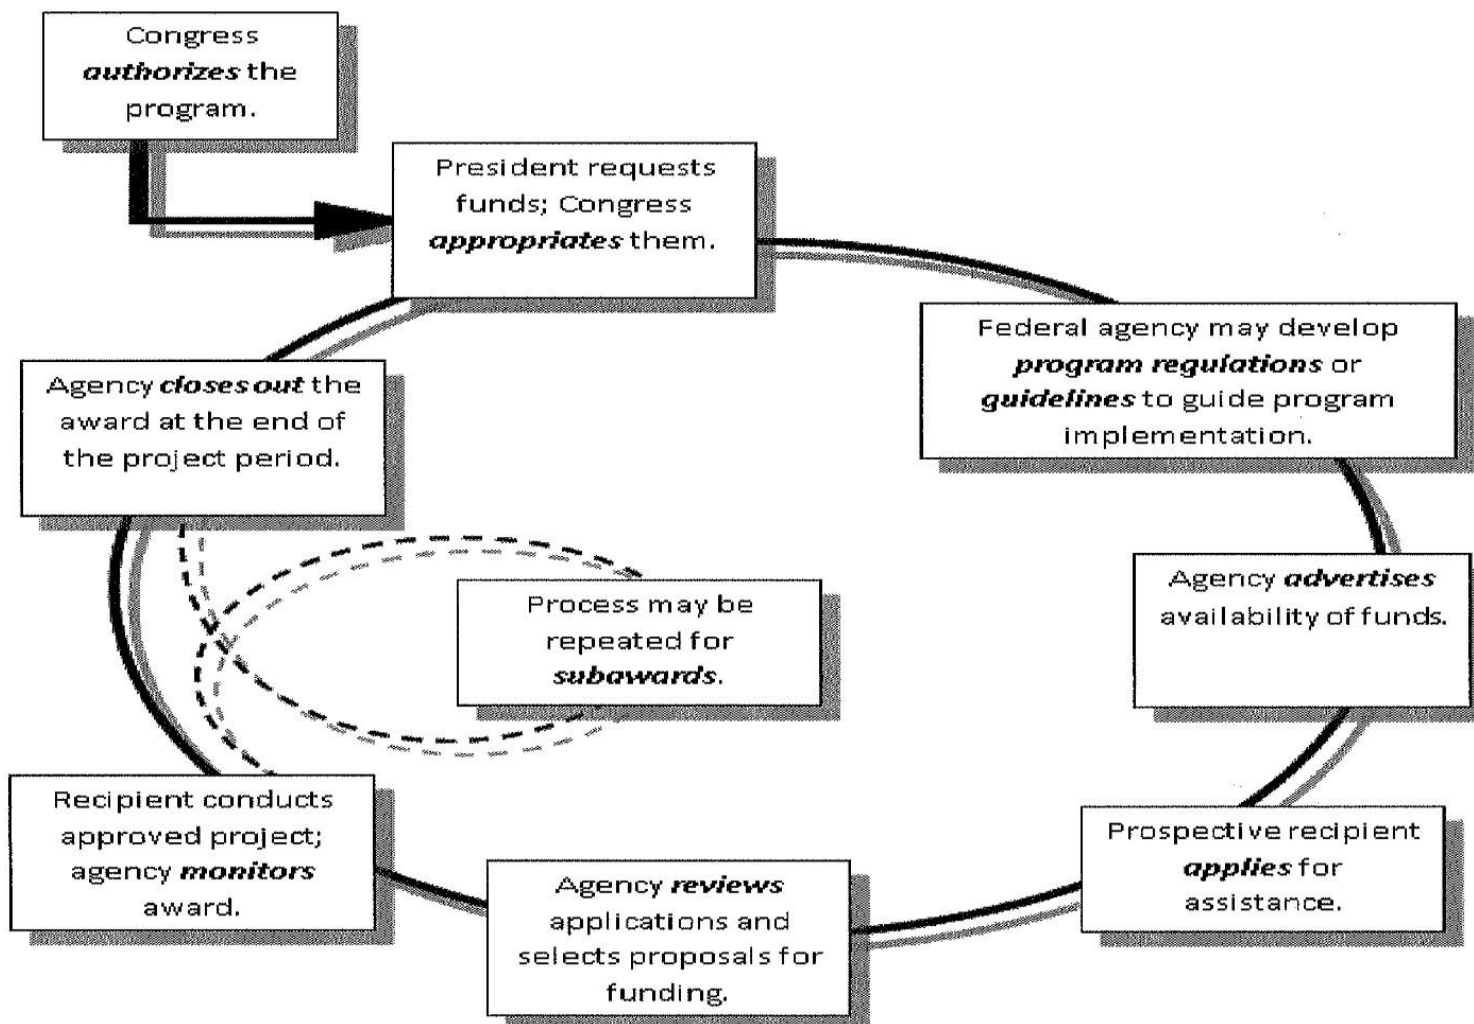 Congress
authorizes the
program.
President requests
funds; Congress
appropriates them.
Federal agency may develop
program regulations or
guidelines to guide program
implementation.
Agency advertises
availability of funds.
Prospective recipient
applies for
assistance.
Agency reviews
applications and
selects proposals for
funding.
Recipient conducts
approved project;
agency monitors
award.
Agency closes out the
award at the end of
the project period.
Process may be
repeated for
subawards.